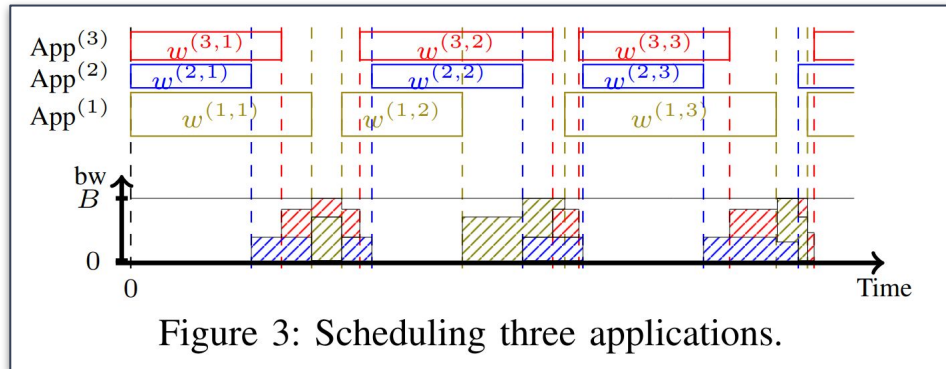 App^(3) w^(3,1) w^(3,2) w^(3,3)
App^(2) w^(2,1) w^(2,2) w^(2,3)
App^(1) w^(1,1) w^(1,2) w^(1,3)
bw
B
0
0 Time
Figure 3: Scheduling three applications.